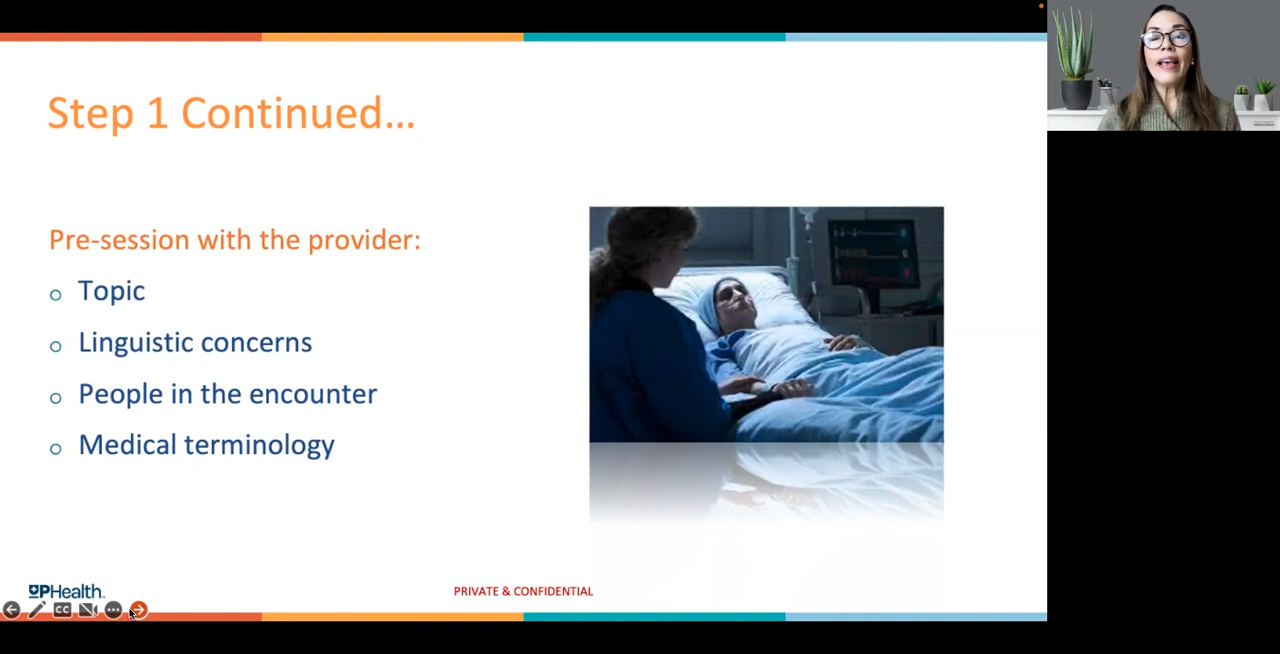 Step 1 Continued...
Pre-session with the provider:
Topic
Linguistic concerns
People in the encounter
Medical terminology
UPHealth
PRIVATE & CONFIDENTIAL
CC